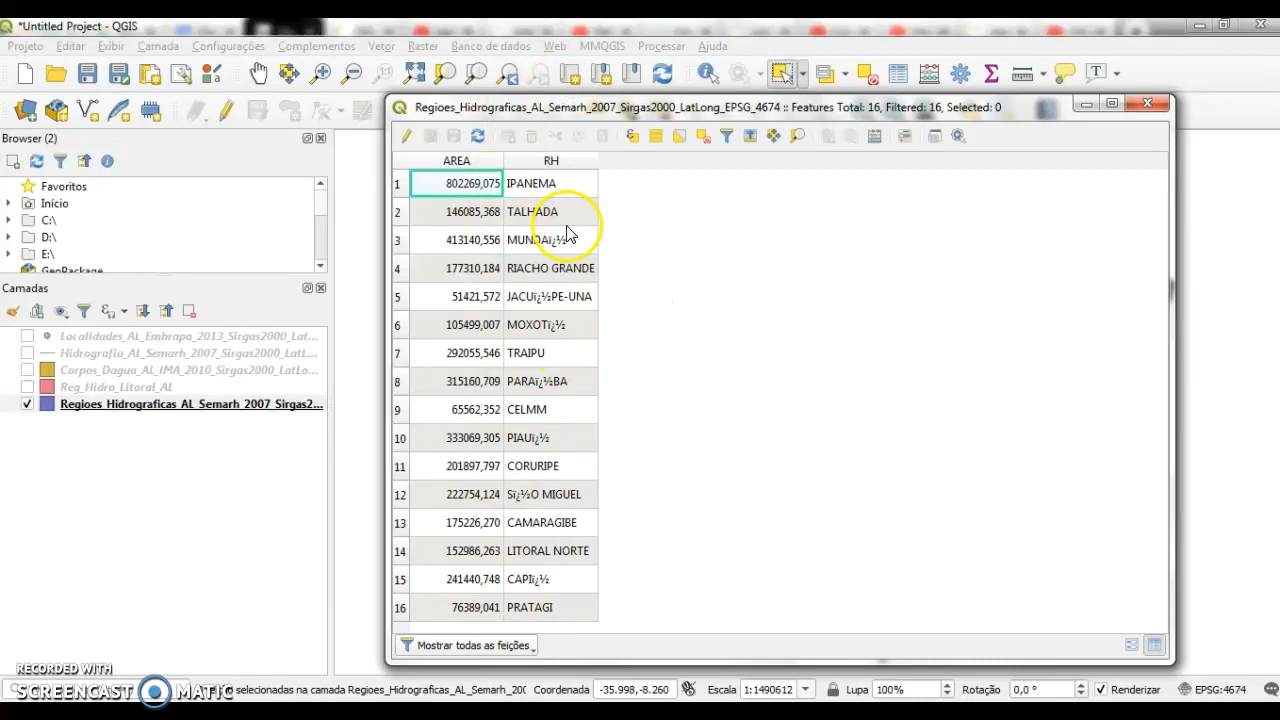 *Untitled Project - QGIS
Projeto Editar Exibir Camada Configurações Complementos Vetor Raster Banco de dados Web MMQGIS Processar Ajuda
Regioes_Hidrograficas_AL_Semarh_2007_Sirgas2000_LatLong_EPSG_4674 :: Features Total: 16, Filtered: 16, Selected: 0
Browser (2)
Favoritos
Início
C:\
D:\
E:\
GeoPackage
Camadas
Localidades_AL_Embrapa_2013_Sirgas2000_Lat...
Hidrografia_AL_Semarh_2007_Sirgas2000_LatL...
Corpos_Dagua_AL_IMA_2010_Sirgas2000_LatLo...
Reg_Hidro_Litoral_AL
Regioes_Hidrograficas_AL_Semarh_2007_Sirgas2...
AREA RH
1 802269,075 IPANEMA
2 146085,368 TALHADA
3 413140,556 MUNDAï¿½
4 177310,184 RIACHO GRANDE
5 51421,572 JACUï¿½PE-UNA
6 105499,007 MOXOTï¿½
7 292055,546 TRAIPU
8 315160,709 PARAï¿½BA
9 65562,352 CELMM
10 333069,305 PIAUï¿½
11 201897,797 CORURIPE
12 222754,124 Sï¿½O MIGUEL
13 175226,270 CAMARAGIBE
14 152986,263 LITORAL NORTE
15 241440,748 CAPIï¿½
16 76389,041 PRATAGI
Mostrar todas as feições
RECORDED WITH
SCREENCAST MATIC
selecionadas na camada Regioes_Hidrograficas_AL_Semarh_200 Coordenada -35.998,-8.260 Escala 1:1490612 Lupa 100% Rotação 0,0 ° Renderizar EPSG:4674